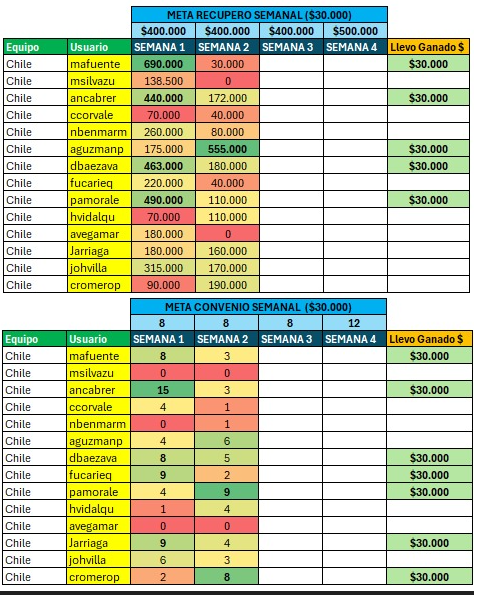 META RECUPERO SEMANAL ($30.000)
$400.000 $400.000 $400.000 $500.000
Equipo Usuario SEMANA 1 SEMANA 2 SEMANA 3 SEMANA 4 Llevo Ganado $
Chile mafuente 690.000 30.000 $30.000
Chile msilvazu 138.500 0
Chile ancabrer 440.000 172.000 $30.000
Chile ccorvale 70.000 40.000
Chile nbenmarm 260.000 80.000
Chile aguzmanp 175.000 555.000 $30.000
Chile dbaezava 463.000 180.000 $30.000
Chile fucarieq 220.000 40.000
Chile pamorale 490.000 110.000 $30.000
Chile hvidalqu 70.000 110.000
Chile avegamar 180.000 0
Chile Jarriaga 180.000 160.000
Chile johvilla 315.000 170.000
Chile cromerop 90.000 190.000
META CONVENIO SEMANAL ($30.000)
8 8 8 12
Equipo Usuario SEMANA 1 SEMANA 2 SEMANA 3 SEMANA 4 Llevo Ganado $
Chile mafuente 8 3 $30.000
Chile msilvazu 0 0
Chile ancabrer 15 3 $30.000
Chile ccorvale 4 1
Chile nbenmarm 0 1
Chile aguzmanp 4 6
Chile dbaezava 8 5 $30.000
Chile fucarieq 9 2 $30.000
Chile pamorale 4 9 $30.000
Chile hvidalqu 1 4
Chile avegamar 0 0
Chile Jarriaga 9 4 $30.000
Chile johvilla 6 3
Chile cromerop 2 8 $30.000